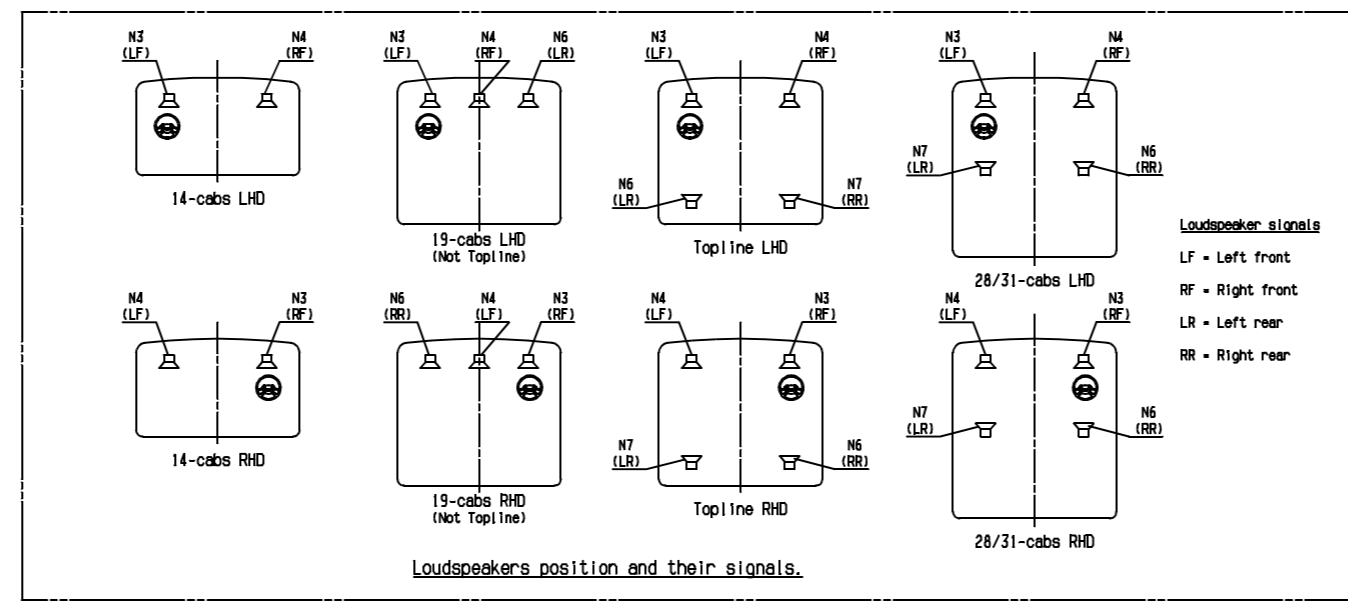 N3
(LF)
N4
(RF)
14-cabs LHD
N3
(LF)
N4
(RF)
N6
(LR)
19-cabs LHD
(Not Topline)
N3
(LF)
N4
(RF)
N6
(LR)
N7
(RR)
Topline LHD
N3
(LF)
N4
(RF)
N7
(LR)
N6
(RR)
28/31-cabs LHD
Loudspeaker signals
LF = Left front
RF = Right front
LR = Left rear
RR = Right rear
N4
(LF)
N3
(RF)
14-cabs RHD
N6
(RR)
N4
(LF)
N3
(RF)
19-cabs RHD
(Not Topline)
N4
(LF)
N3
(RF)
N7
(LR)
N6
(RR)
Topline RHD
N4
(LF)
N3
(RF)
N7
(LR)
N6
(RR)
28/31-cabs RHD
Loudspeakers position and their signals.